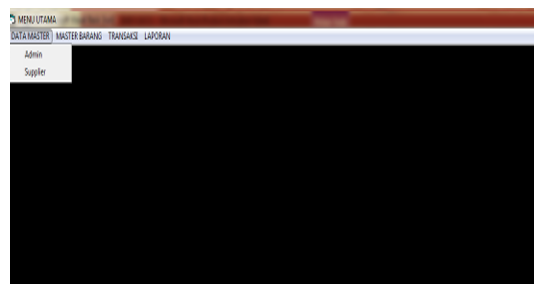 MENU UTAMA
DATA MASTER MASTER BARANG TRANSAKSI LAPORAN
Admin
Supplier